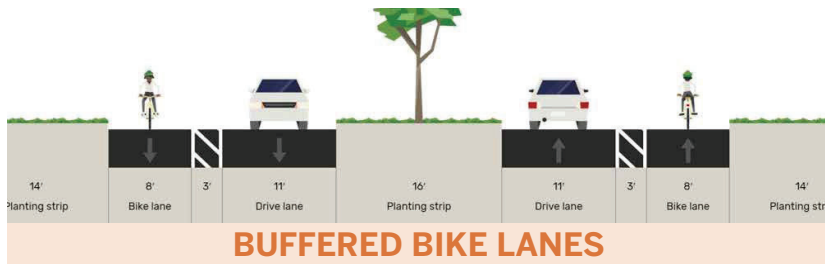 14' 8' 3' 11' 16' 11' 3' 8' 14'
Planting strip Bike lane Drive lane Planting strip Drive lane Bike lane Planting
BUFFERED BIKE LANES